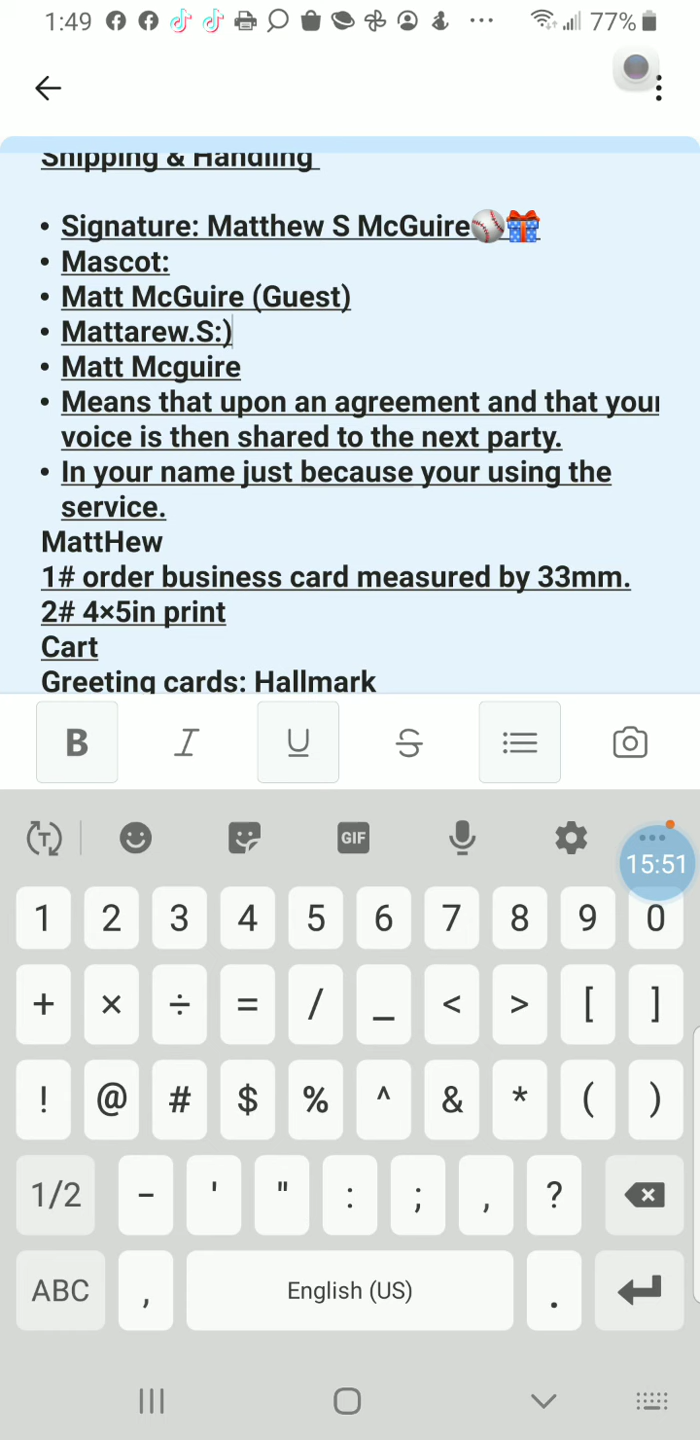 1:49 77%
Shipping & Handling
• Signature: Matthew S McGuire⚾🎁
• Mascot:
• Matt McGuire (Guest)
• Mattarew.S:)
• Matt Mcguire
• Means that upon an agreement and that your
voice is then shared to the next party.
• In your name just because your using the
service.
MattHew
1# order business card measured by 33mm.
2# 4×5in print
Cart
Greeting cards: Hallmark
B I U S
T GIF
15:51
1 2 3 4 5 6 7 8 9 0
+ × ÷ = / _ < > [ ]
! @ # $ % ^ & * ( )
1/2 - ' " : ; , ?
ABC , English (US) .